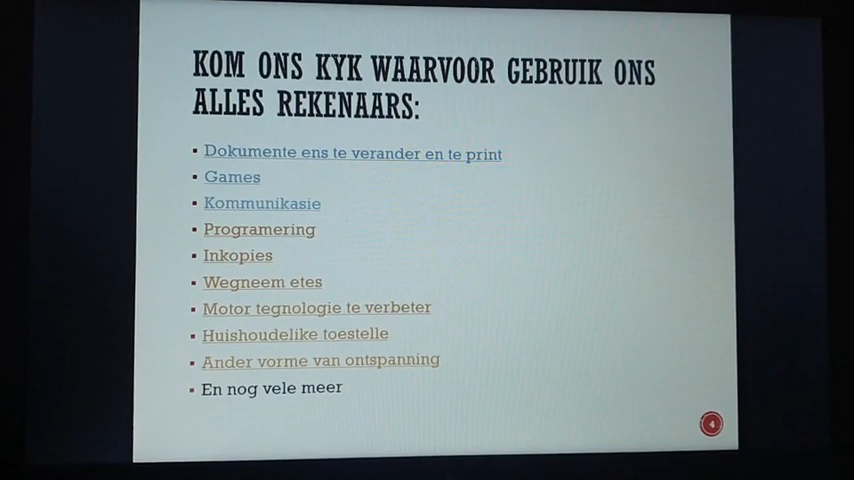 KOM ONS KYK WAARVOOR GEBRUIK ONS
ALLES REKENAARS:
▪ Dokumente ens te verander en te print
▪ Games
▪ Kommunikasie
▪ Programering
▪ Inkopies
▪ Wegneem etes
▪ Motor tegnologie te verbeter
▪ Huishoudelike toestelle
▪ Ander vorme van ontspanning
▪ En nog vele meer
4